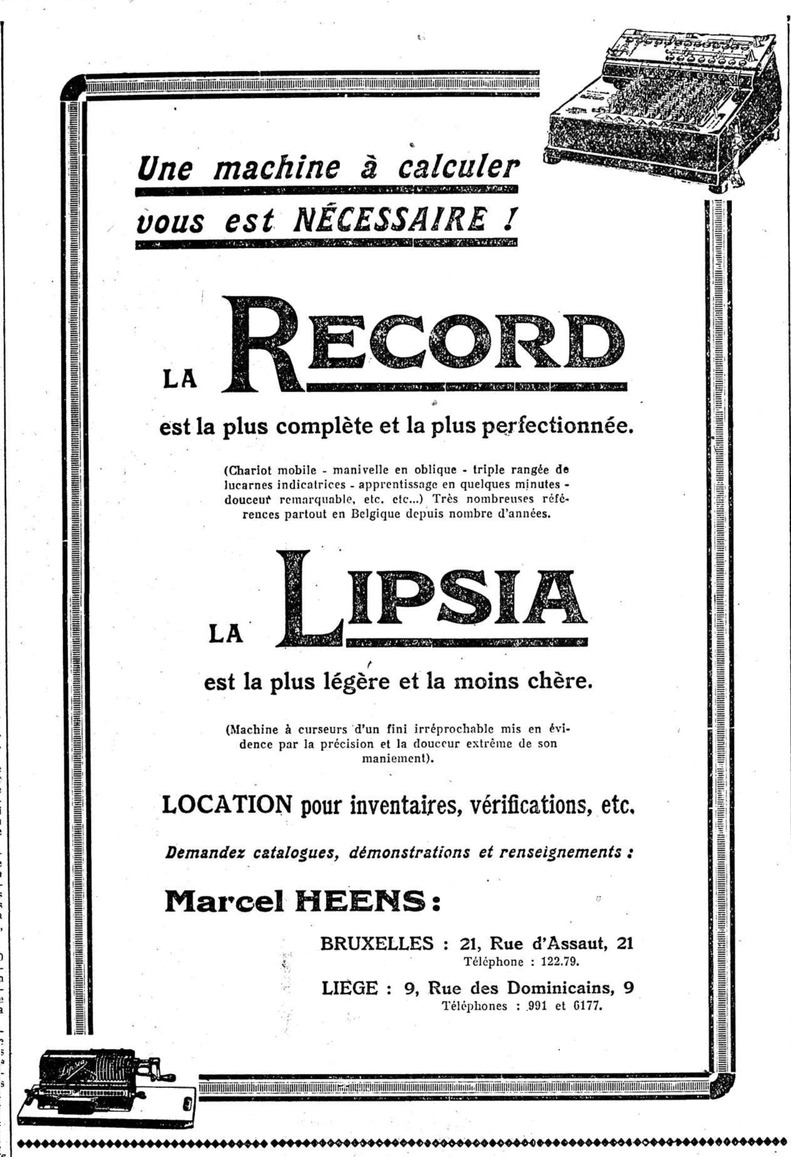 Une machine à calculer
vous est NÉCESSAIRE !
LA RECORD
est la plus complète et la plus perfectionnée.
(Chariot mobile - manivelle en oblique - triple rangée de
lucarnes indicatrices - apprentissage en quelques minutes -
douceur remarquable, etc. etc...) Très nombreuses réfé-
rences partout en Belgique depuis nombre d'années.
LA LIPSIA
est la plus légère et la moins chère.
(Machine à curseurs d'un fini irréprochable mis en évi-
dence par la précision et la douceur extrême de son
maniement).
LOCATION pour inventaires, vérifications, etc.
Demandez catalogues, démonstrations et renseignements :
Marcel HEENS :
BRUXELLES : 21, Rue d'Assaut, 21
Téléphone : 122.79.
LIÉGE : 9, Rue des Dominicains, 9
Téléphones : 991 et 6177.